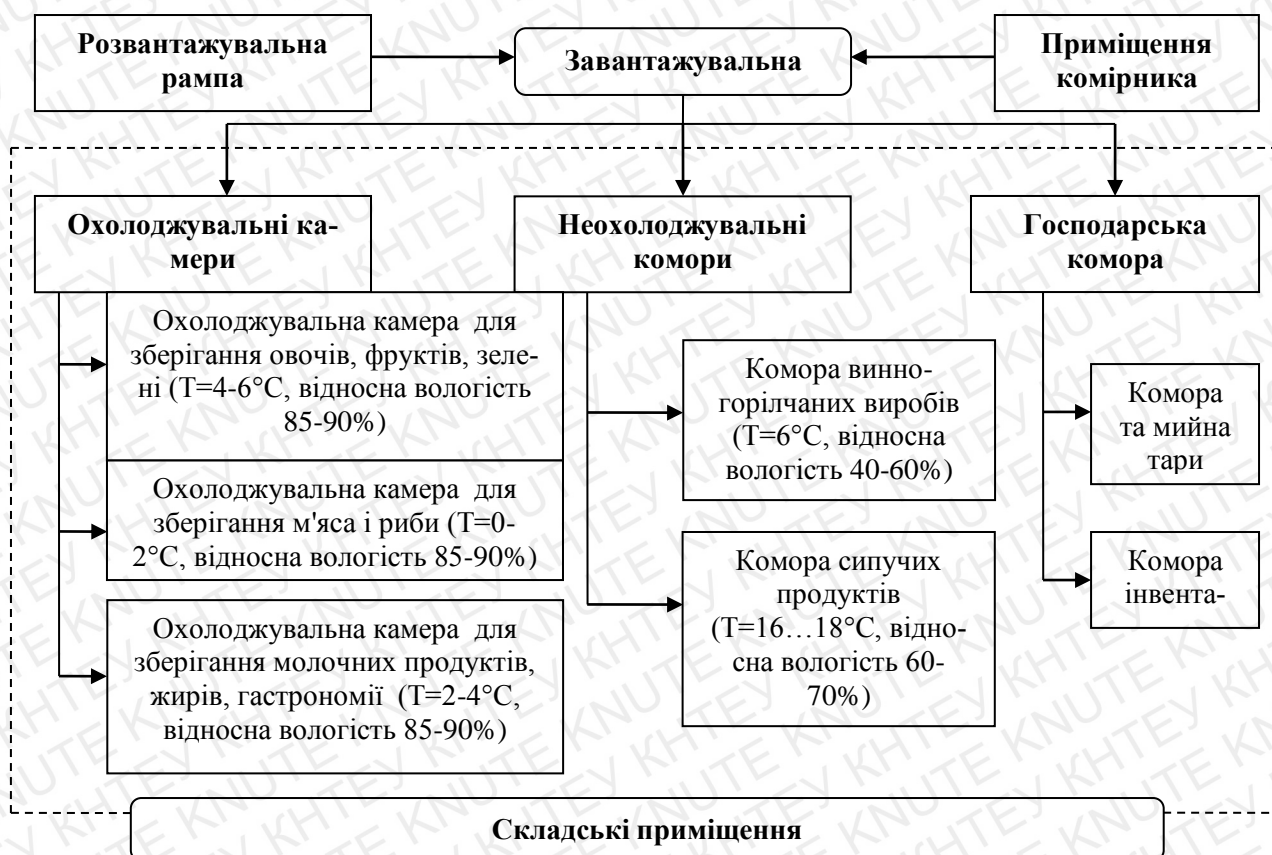 Розвантажувальна
рампа
Завантажувальна
Приміщення
комірника
Охолоджувальні ка-
мери
Охолоджувальна камера для
зберігання овочів, фруктів, зелe-
ні (Т=4-6°С, відносна вологість
85-90%)
Охолоджувальна камера для
зберігання м'яса і риби (Т=0-
2°С, відносна вологість 85-90%)
Охолоджувальна камера для
зберігання молочних продуктів,
жирів, гастрономії (Т=2-4°С,
відносна вологість 85-90%)
Неохолоджувальні
комори
Комора винно-
горілчаних виробів
(Т=6°С, відносна
вологість 40-60%)
Комора сипучих
продуктів
(Т=16…18°С, відно-
сна вологість 60-
70%)
Господарська
комора
Комора
та мийна
тари
Комора
інвента-
Складські приміщення